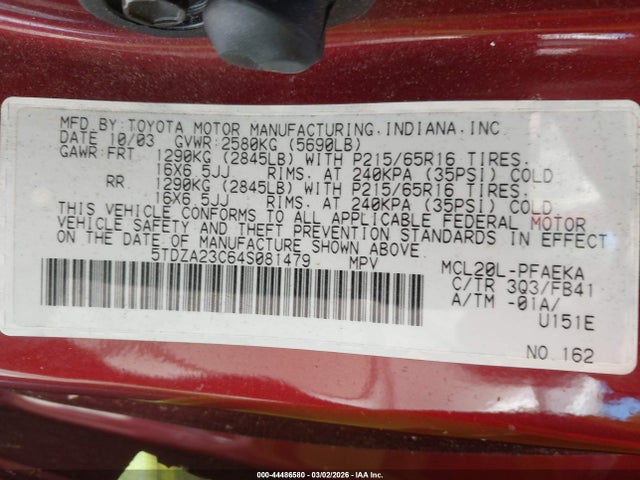 MFD.BY:TOYOTA MOTOR MANUFACTURING,INDIANA,INC
DATE 10/03 GVWR:2580KG (5690LB)
GAWR:FRT 1290KG (2845LB) WITH P215/65R16 TIRES.
16X6.5JJ RIMS. AT 240KPA (35PSI) COLD
RR 1290KG (2845LB) WITH P215/65R16 TIRES.
16X6.5JJ RIMS. AT 240KPA (35PSI) COLD
THIS VEHICLE CONFORMS TO ALL APPLICABLE FEDERAL MOTOR
VEHICLE SAFETY AND THEFT PREVENTION STANDARDS IN EFFECT
ON THE DATE OF MANUFACTURE SHOWN ABOVE.
5TDZA23C64S081479 MPV MCL20L-PFAEKA
C/TR 3Q3/FB41
A/TM -01A/
U151E
NO.162
000-44486580 - 03/02/2026 - IAA Inc.